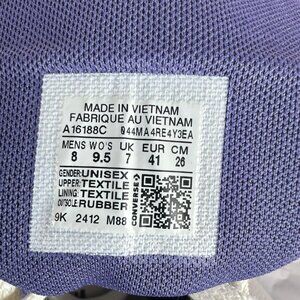 MADE IN VIETNAM
FABRIQUE AU VIETNAM
A16188C 044MA4RE4Y3EA
MENS WO'S UK EUR CM
8 9.5 7 41 26
GENDER: UNISEX
UPPER: TEXTILE
LINING: TEXTILE
OUTSOLE: RUBBER
CONVERSE
9K 2412 M88